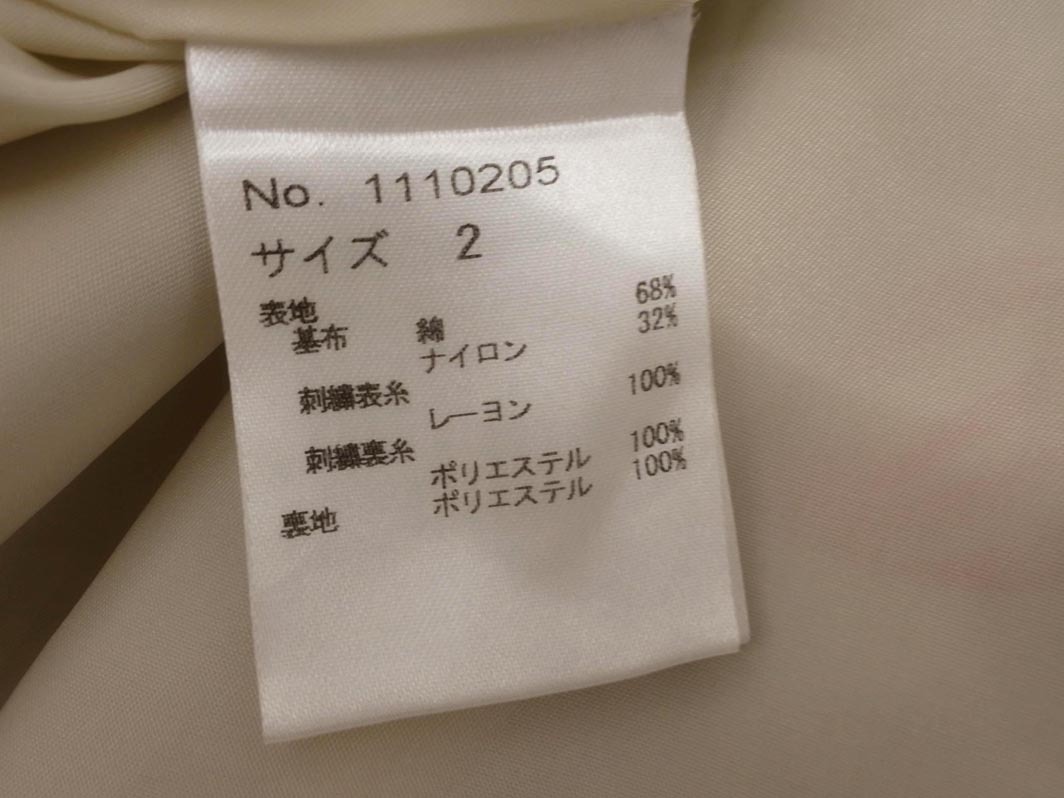 No. 1110205
サイズ 2
表地
基布 綿 68%
ナイロン 32%
刺繍表糸
レーヨン 100%
刺繍裏糸
ポリエステル 100%
裏地 ポリエステル 100%